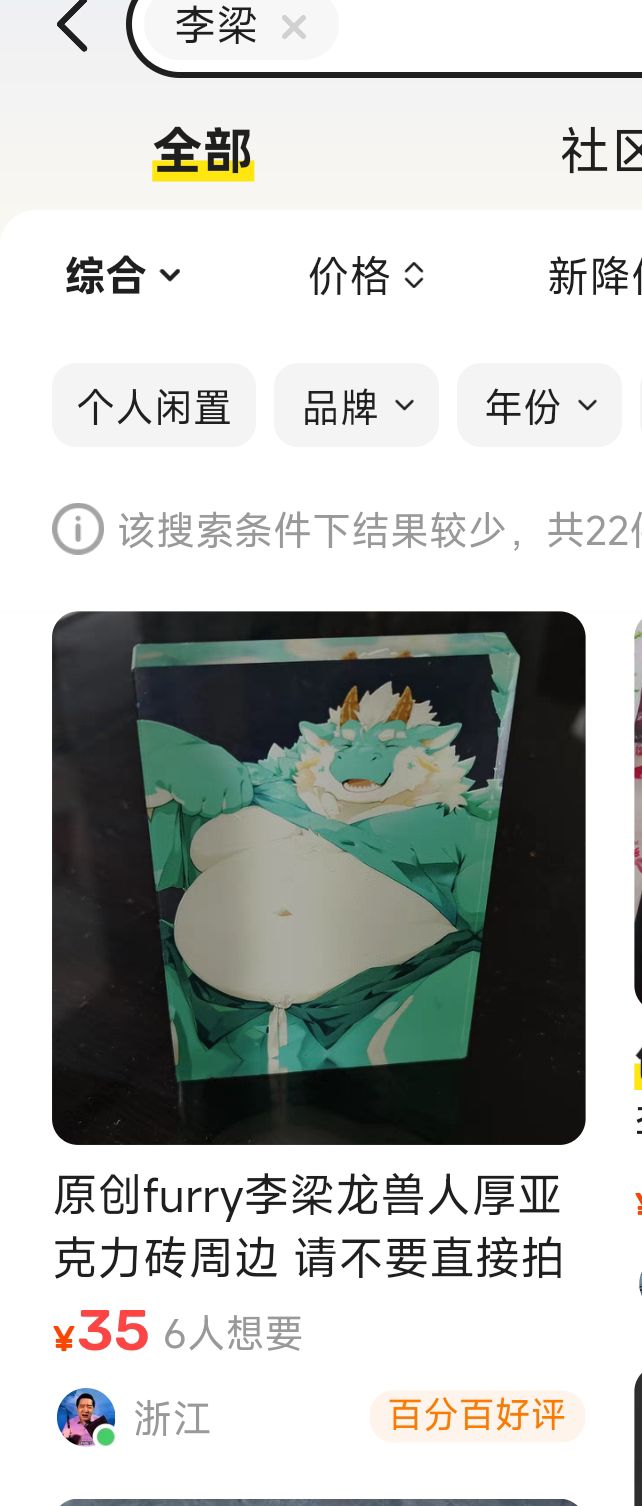 李梁
全部
社区
综合
价格
新降
个人闲置
品牌
年份
该搜索条件下结果较少，共22
原创furry李梁龙兽人厚亚
克力砖周边 请不要直接拍
¥35 6人想要
浙江
百分百好评